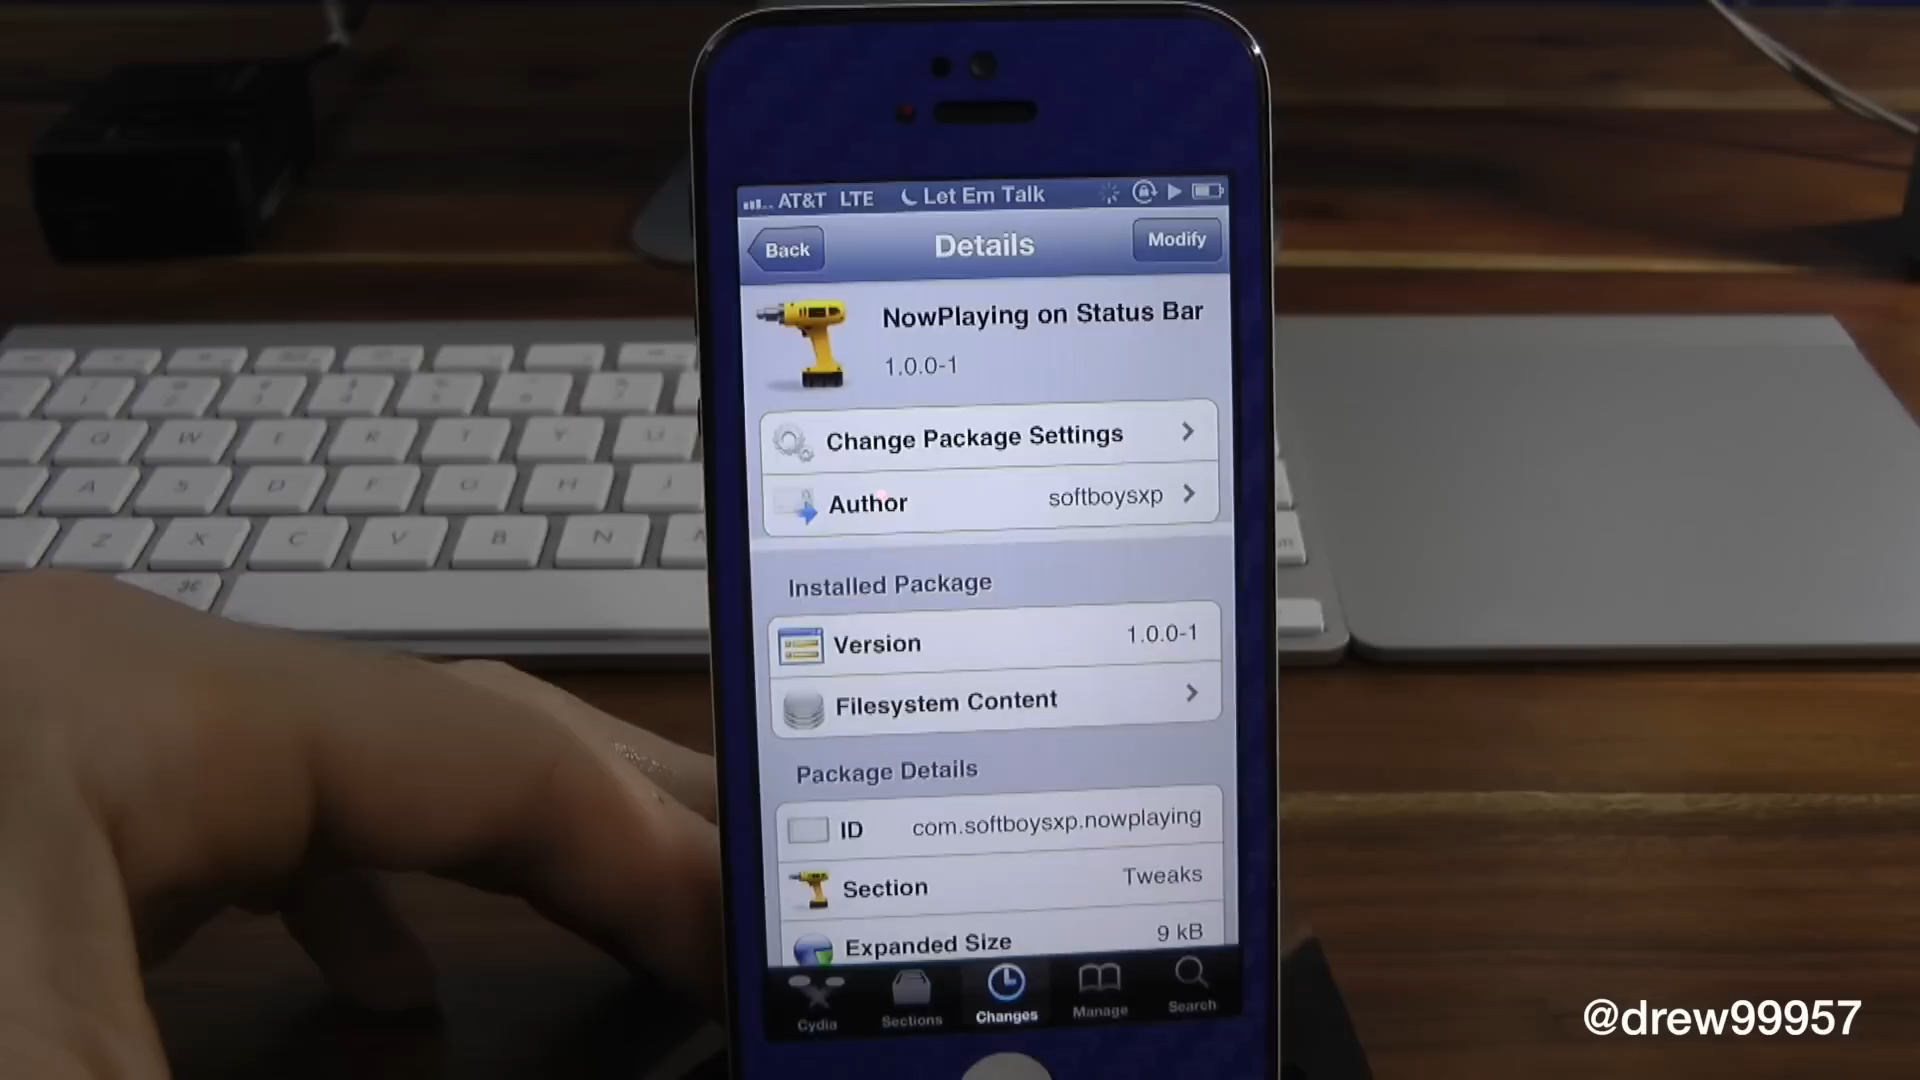 AT&T LTE Let Em Talk
Back Details Modify
NowPlaying on Status Bar
1.0.0-1
Change Package Settings
Author softboysxp
Installed Package
Version 1.0.0-1
Filesystem Content
Package Details
ID com.softboysxp.nowplaying
Section Tweaks
Expanded Size 9 kB
Cydia Sections Changes Manage Search
Q W E R T Y U
A S D F G H J
Z X C V B N
⌘
@drew99957